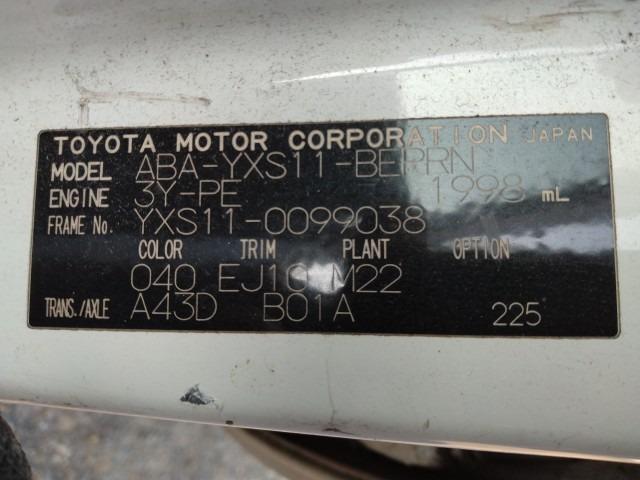 TOYOTA MOTOR CORPORATION JAPAN
MODEL ABA-YXS11-BERRN
ENGINE 3Y-PE 1998 mL
FRAME No. YXS11-0099038
COLOR TRIM PLANT OPTION
040 EJ10 M22
TRANS./AXLE A43D B01A 225